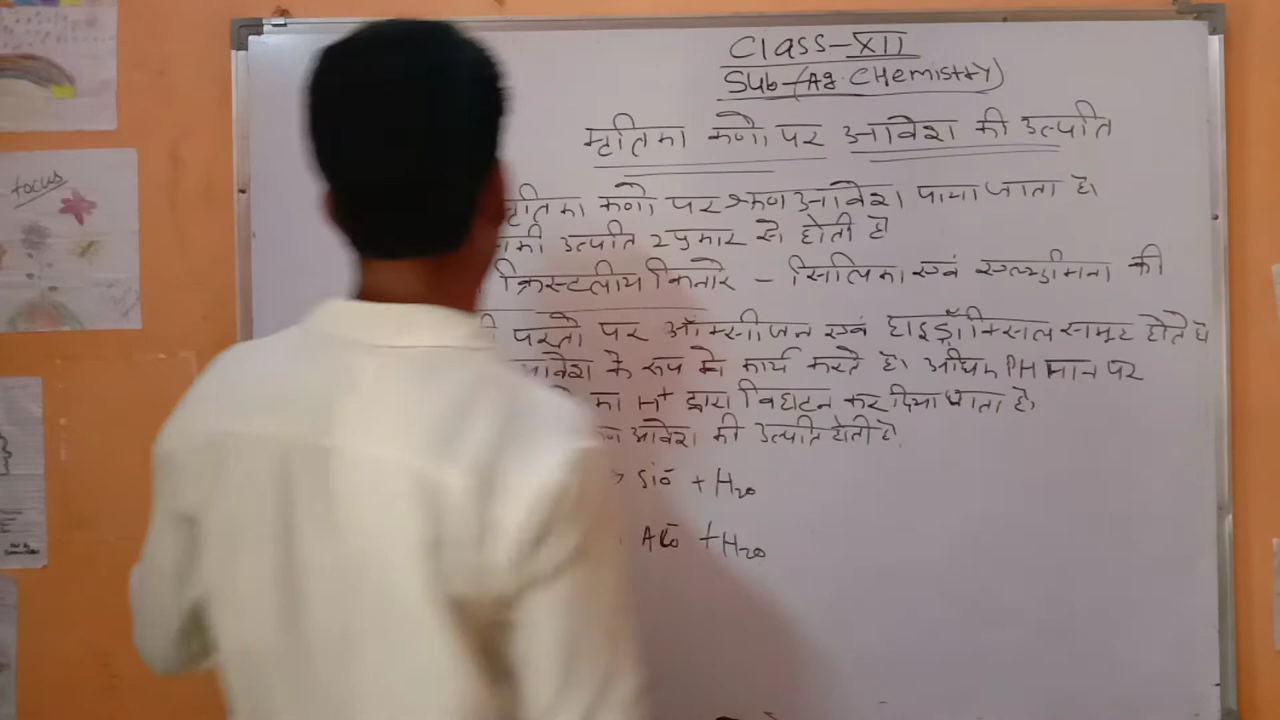 focus
Class-XII
Sub-(Ag. CHemistry)
मृतिका कणो पर आवेश की उत्पति
मृतिका कणो पर ऋण आवेश पाया जाता है।
उत्पति 2 प्रकार से होती है
क्रिस्टलीय किनारे - सिलिका एवं एल्युमिना की
परतो पर ऑक्सीजन एवं हाइड्रॉक्सिल समूह होते है
आवेश के रूप मे कार्य करते है। अधिक PH मान पर
का H+ द्वारा विघटन कर दिया जाता है,
आवेश की उत्पति होती है,
> Sio̅ + H2o
Alo̅ + H2o